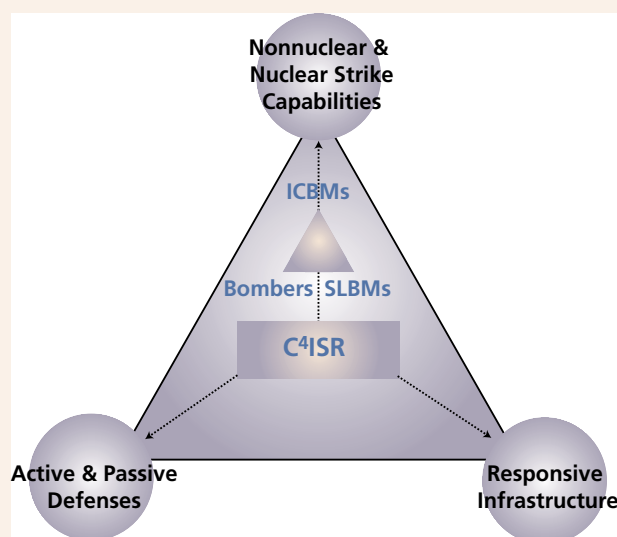 Nonnuclear &
Nuclear Strike
Capabilities
ICBMs
Bombers SLBMs
C⁴ISR
Active & Passive
Defenses
Responsive
Infrastructure